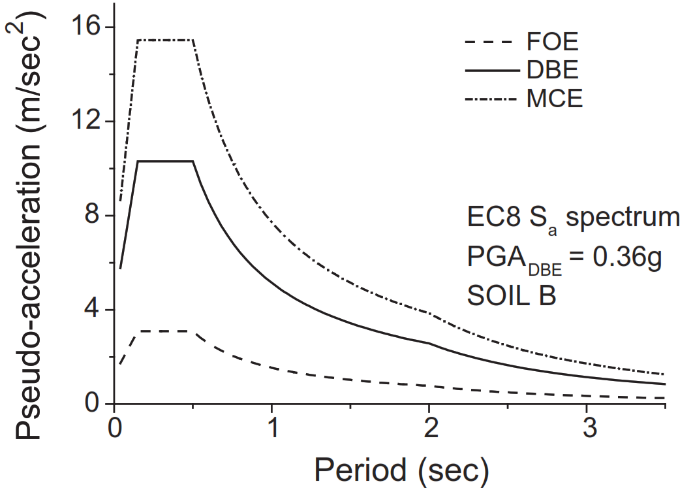 Pseudo-acceleration (m/sec²)
16
12
8
4
0
FOE
DBE
MCE
EC8 Sₐ spectrum
PGA_DBE = 0.36g
SOIL B
0
1
2
3
Period (sec)